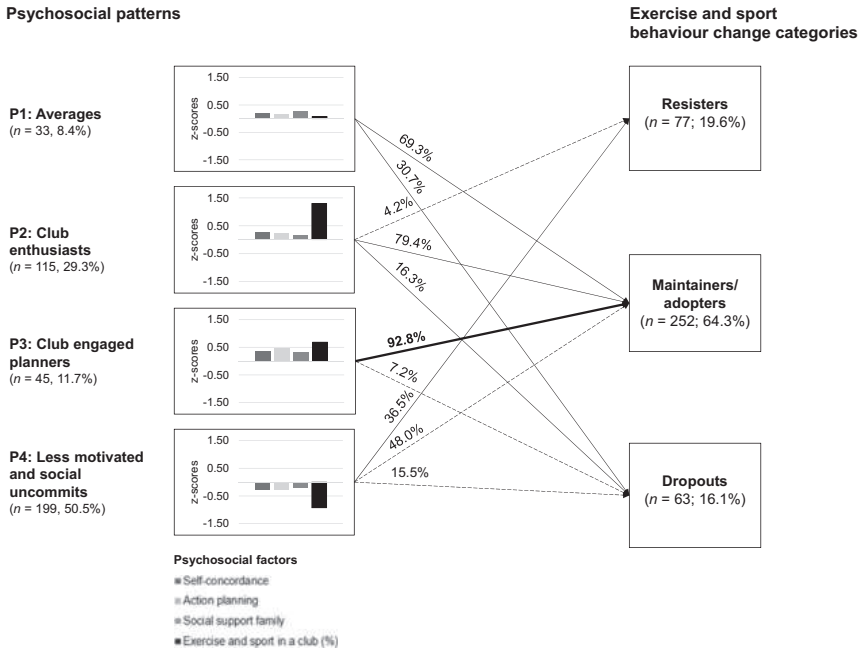 Psychosocial patterns
Exercise and sport
behaviour change categories
P1: Averages
(n = 33, 8.4%)
z-scores
1.50
0.50
-0.50
-1.50
P2: Club
enthusiasts
(n = 115, 29.3%)
z-scores
1.50
0.50
-0.50
-1.50
P3: Club engaged
planners
(n = 45, 11.7%)
z-scores
1.50
0.50
-0.50
-1.50
P4: Less motivated
and social
uncommits
(n = 199, 50.5%)
z-scores
1.50
0.50
-0.50
-1.50
69.3%
30.7%
4.2%
79.4%
16.3%
92.8%
7.2%
36.5%
48.0%
15.5%
Resisters
(n = 77; 19.6%)
Maintainers/
adopters
(n = 252; 64.3%)
Dropouts
(n = 63; 16.1%)
Psychosocial factors
Self-concordance
Action planning
Social support family
Exercise and sport in a club (%)